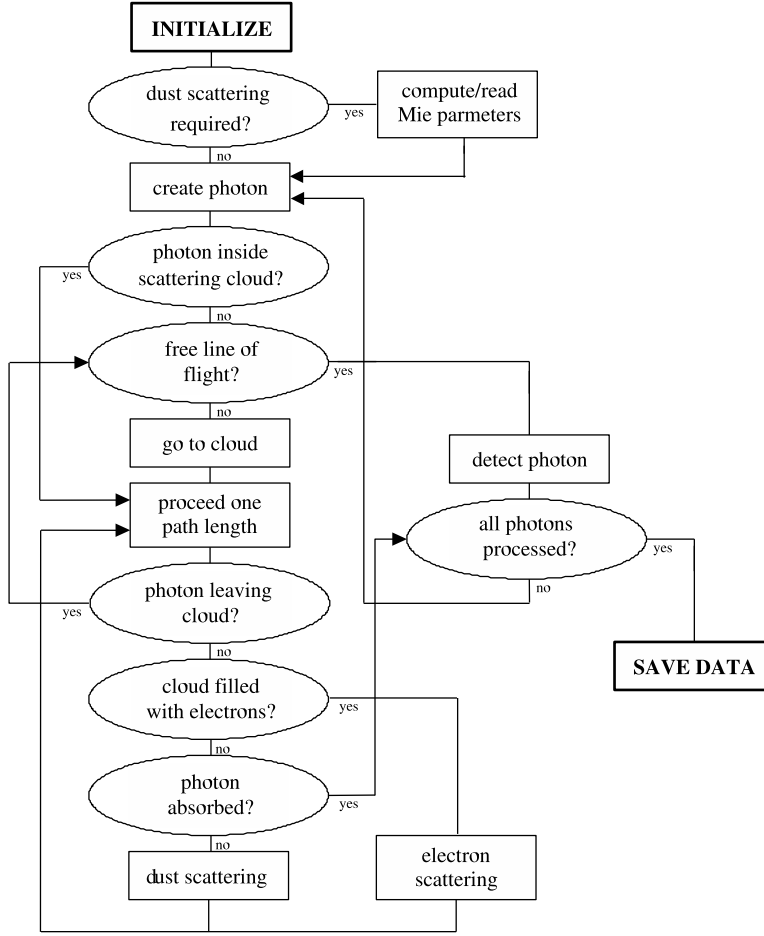 INITIALIZE
dust scattering
required?
yes
compute/read
Mie parmeters
no
create photon
photon inside
scattering cloud?
yes
no
free line of
flight?
yes
no
go to cloud
detect photon
proceed one
path length
all photons
processed?
yes
no
photon leaving
cloud?
yes
no
SAVE DATA
cloud filled
with electrons?
yes
no
photon
absorbed?
yes
no
dust scattering
electron
scattering